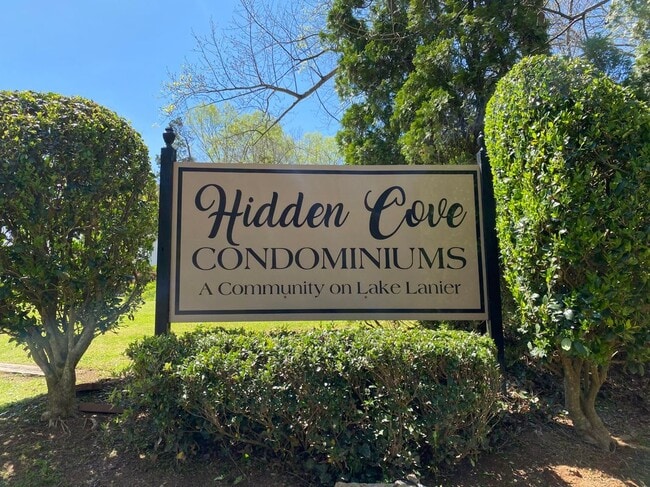 Hidden Cove
CONDOMINIUMS
A Community on Lake Lanier